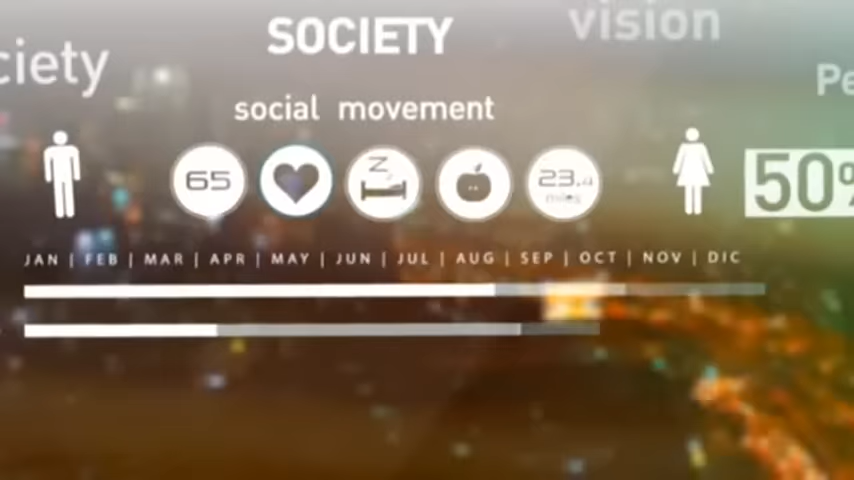 SOCIETY
vision
ciety
Pe
social movement
65
Z
Z
23.4
miles
50%
JAN | FEB | MAR | APR | MAY | JUN | JUL | AUG | SEP | OCT | NOV | DIC